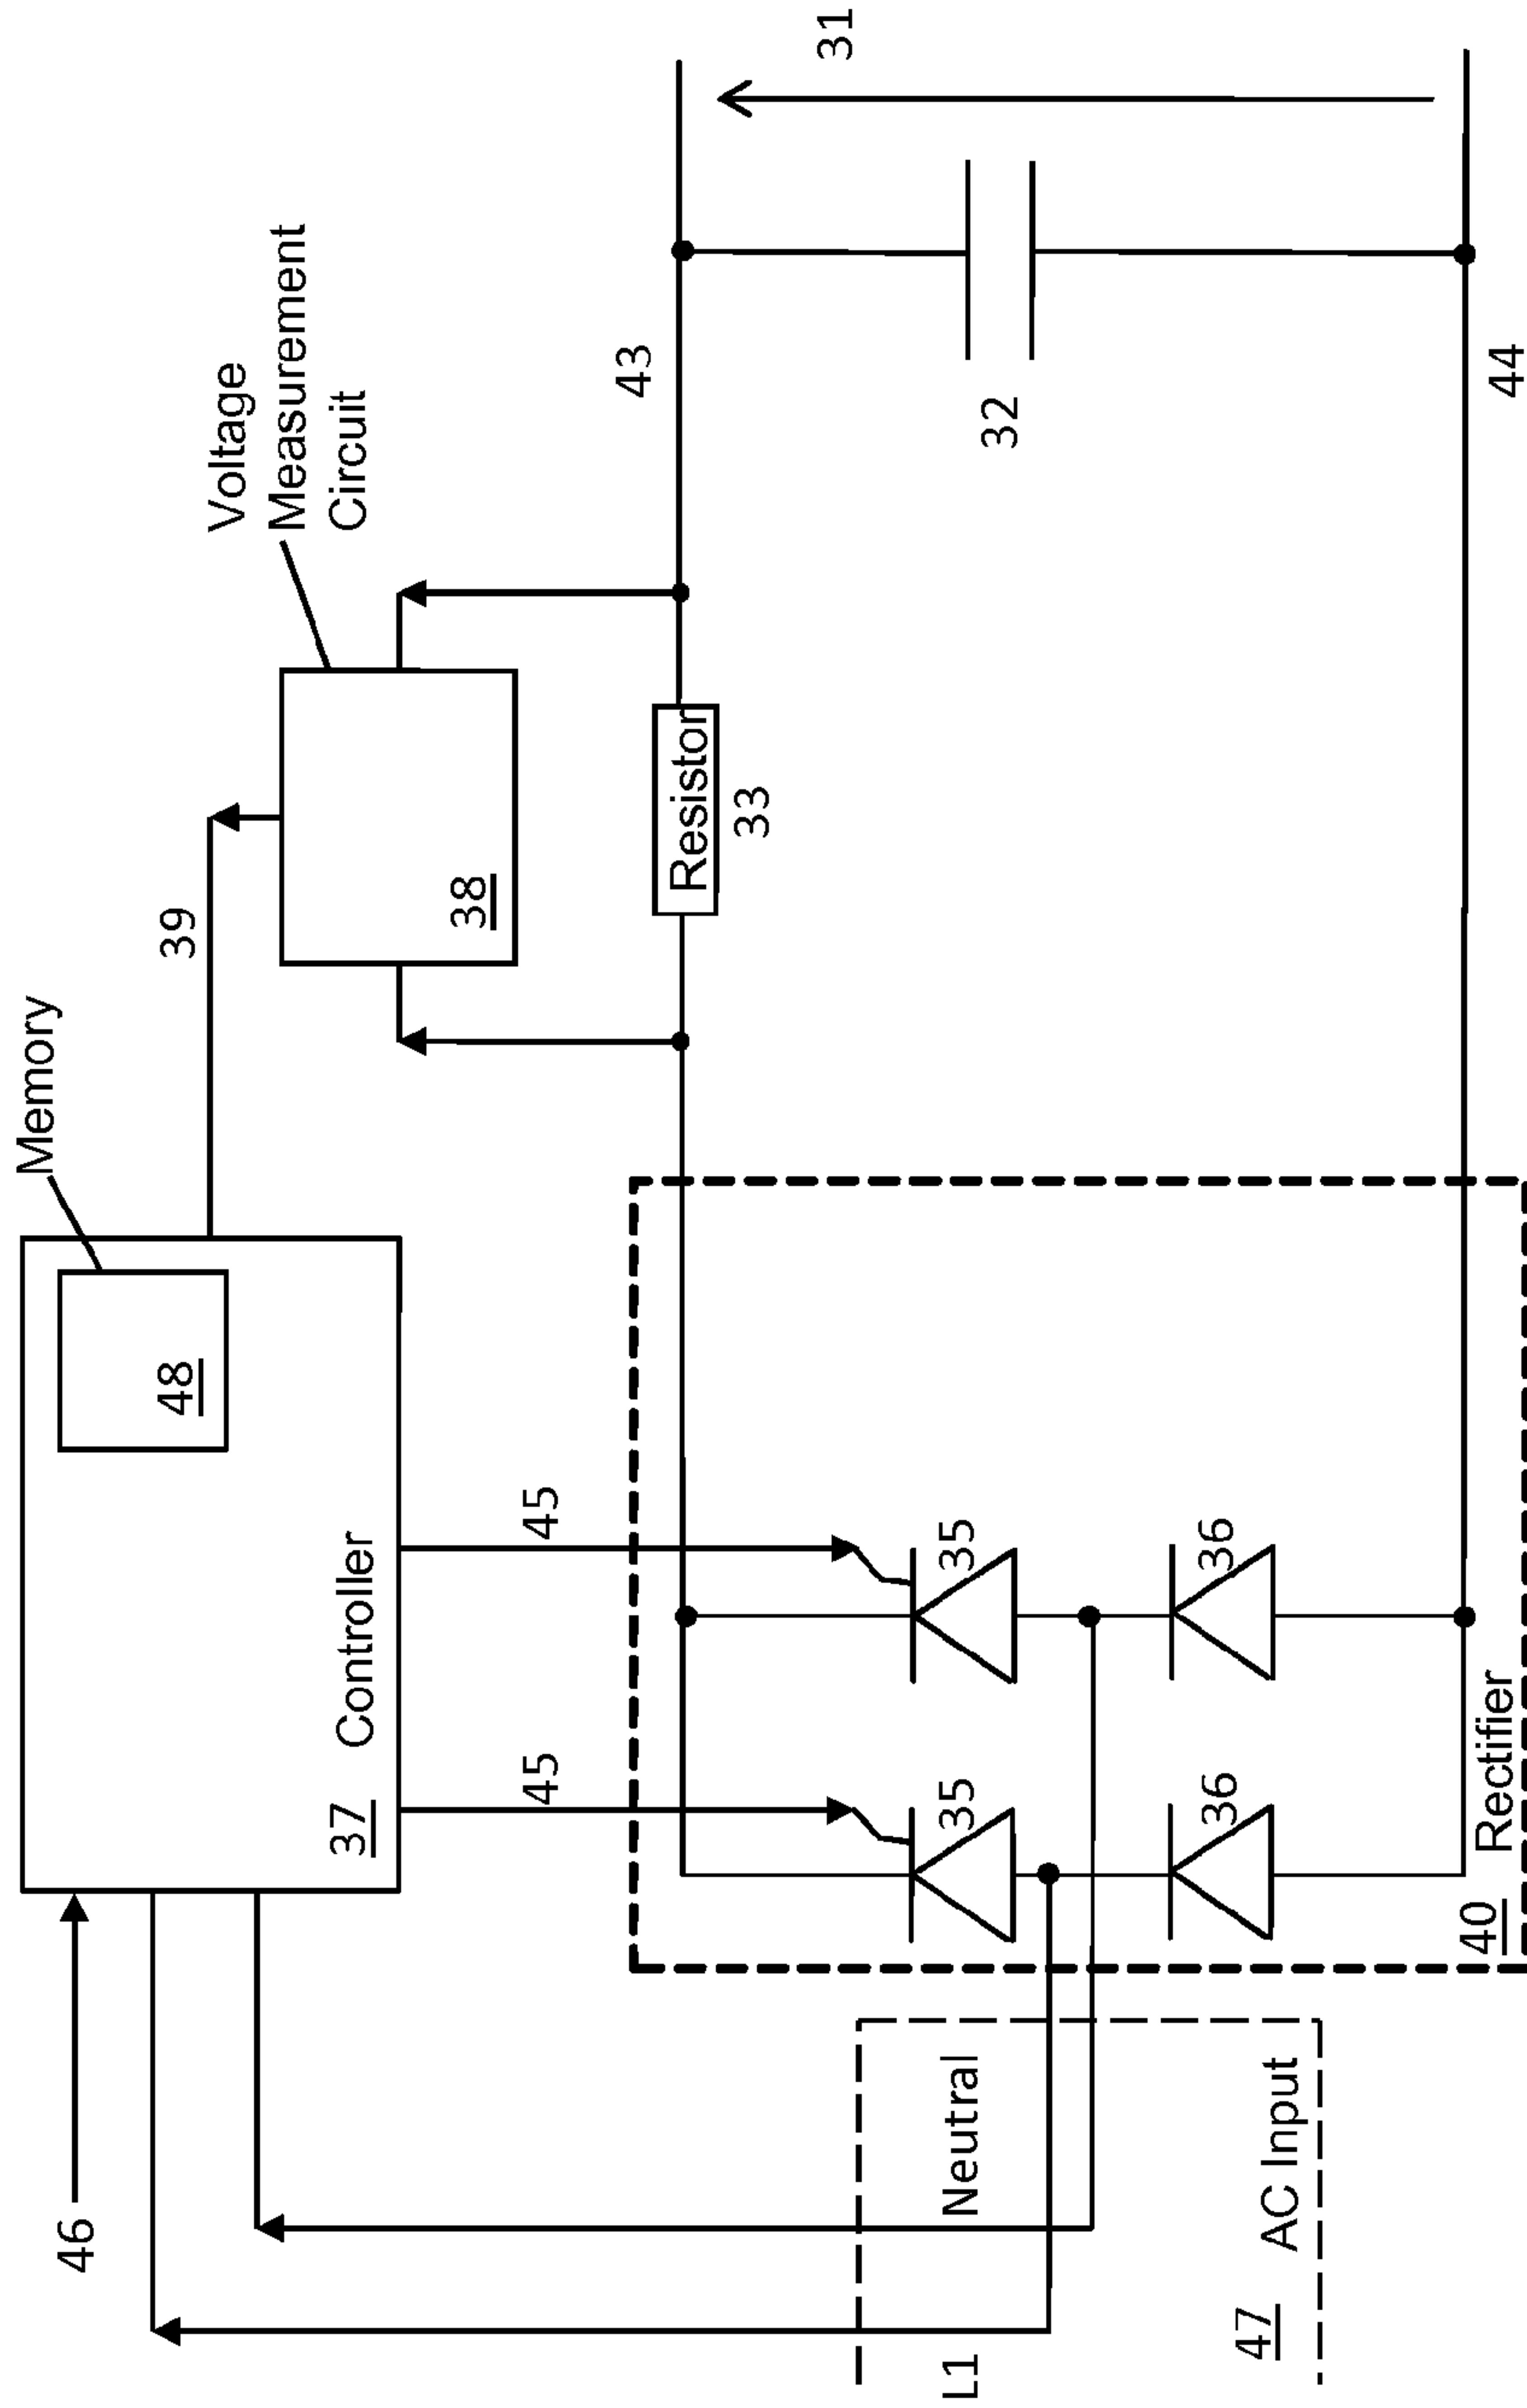 Memory
48
39
Voltage
Measurement
Circuit
46
37 Controller
38
45
45
43
Resistor
33
31
32
35
35
36
36
Neutral
L1
47 AC Input
40 Rectifier
44